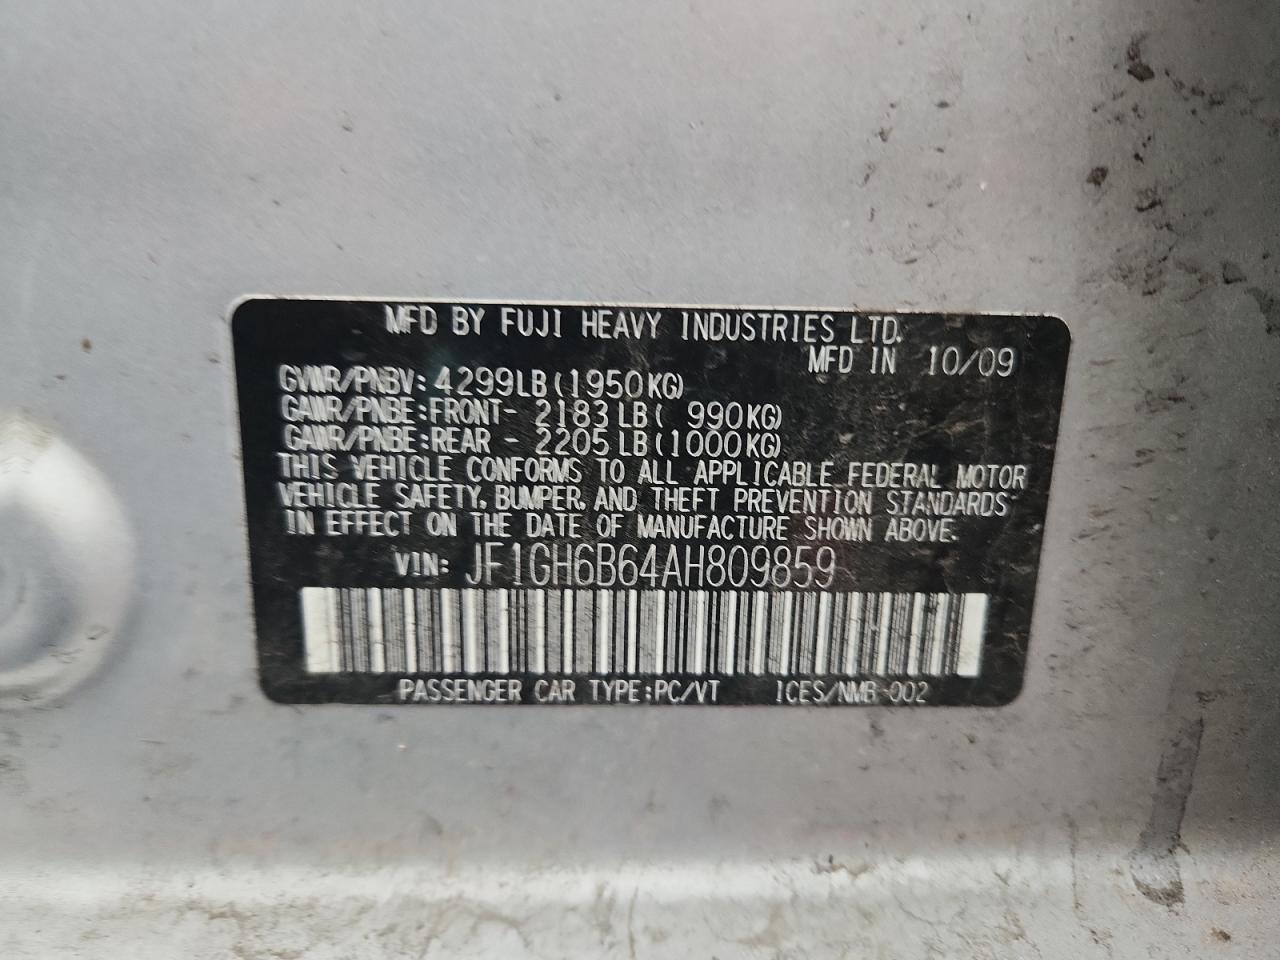 MFD BY FUJI HEAVY INDUSTRIES LTD.
MFD IN 10/09
GVWR/PNBV: 4299LB(1950KG)
GAWR/PNBE:FRONT- 2183LB( 990KG)
GAWR/PNBE:REAR - 2205LB(1000KG)
THIS VEHICLE CONFORMS TO ALL APPLICABLE FEDERAL MOTOR
VEHICLE SAFETY, BUMPER, AND THEFT PREVENTION STANDARDS
IN EFFECT ON THE DATE OF MANUFACTURE SHOWN ABOVE.
VIN: JF1GH6B64AH809859
PASSENGER CAR TYPE:PC/VT ICES/NMB-002